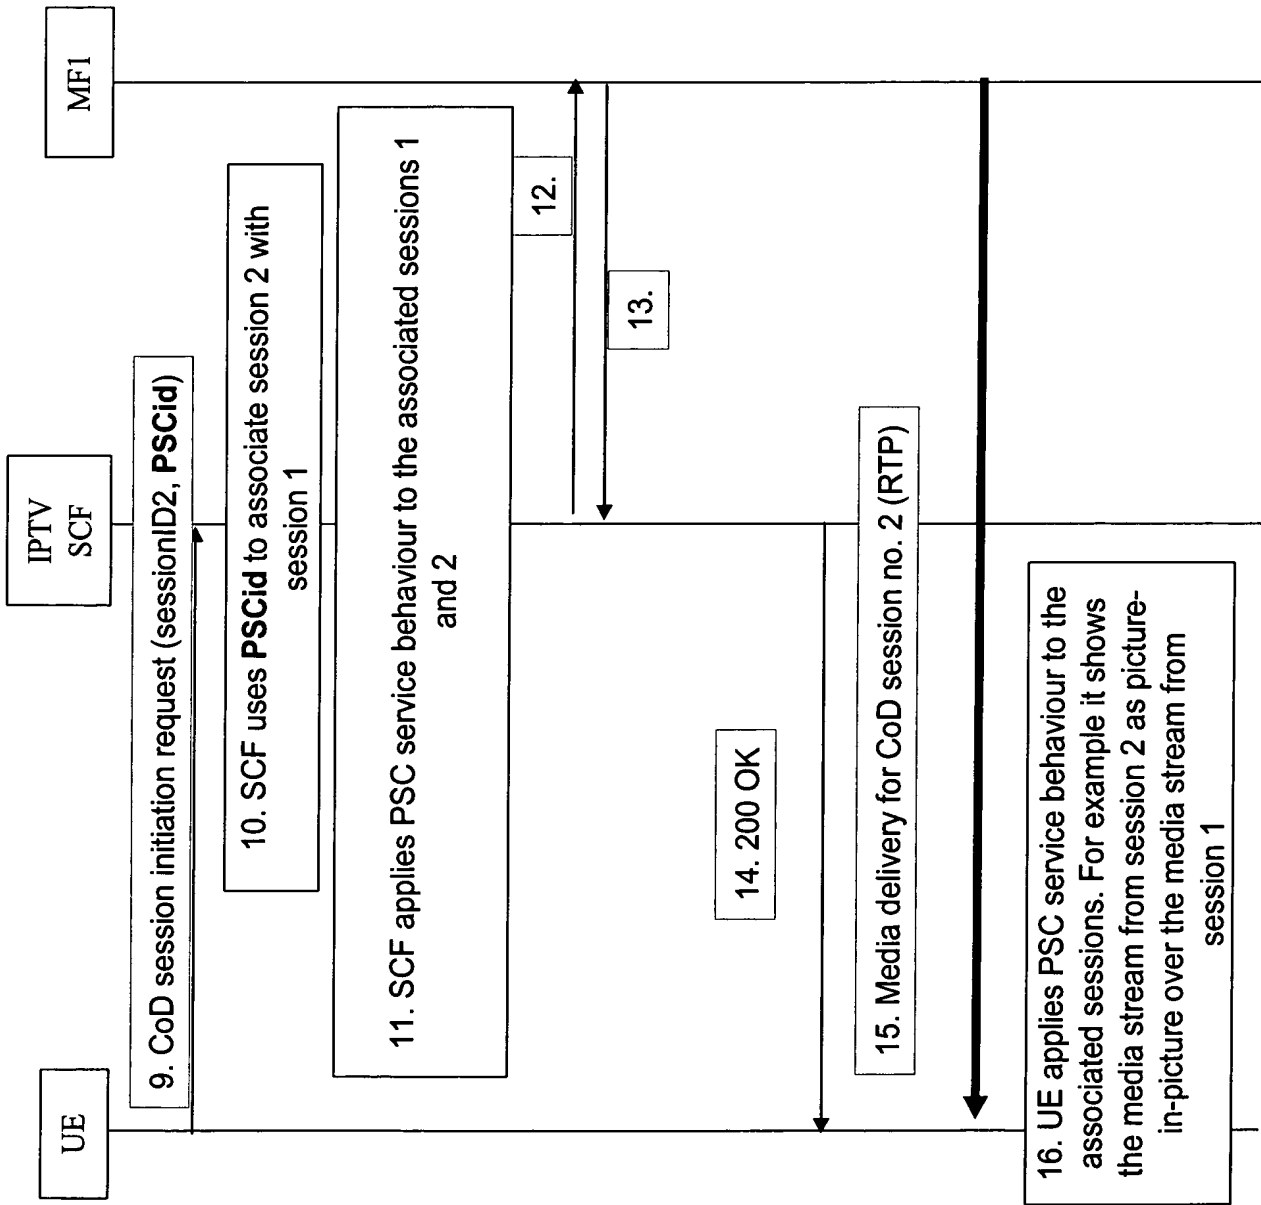 UE
IPTV
SCF
MF1
9. CoD session initiation request (sessionID2, PSCid)
10. SCF uses PSCid to associate session 2 with
session 1
11. SCF applies PSC service behaviour to the associated sessions 1
and 2
12.
13.
14. 200 OK
15. Media delivery for CoD session no. 2 (RTP)
16. UE applies PSC service behaviour to the
associated sessions. For example it shows
the media stream from session 2 as picture-
in-picture over the media stream from
session 1